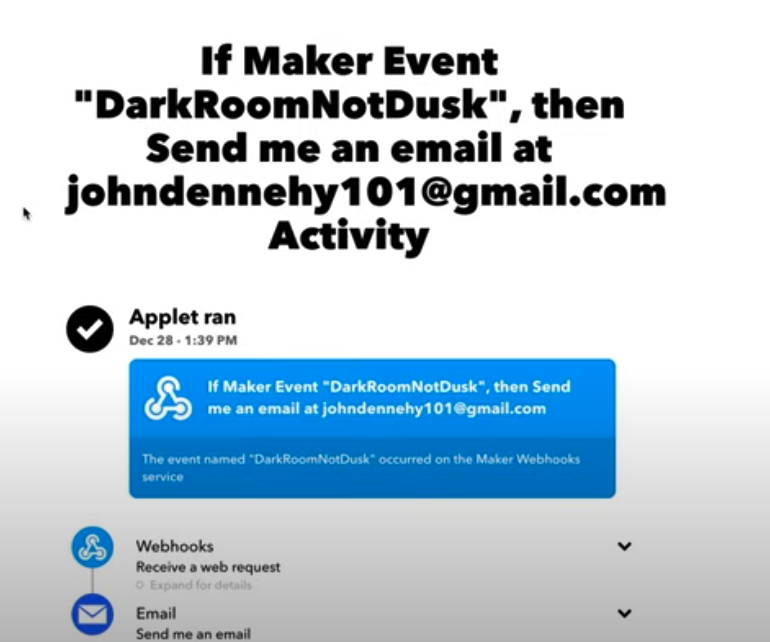 If Maker Event
"DarkRoomNotDusk", then
Send me an email at
johndennehy101@gmail.com
Activity
Applet ran
Dec 28 - 1:39 PM
If Maker Event "DarkRoomNotDusk", then Send
me an email at johndennehy101@gmail.com
The event named "DarkRoomNotDusk" occurred on the Maker Webhooks
service
Webhooks
Receive a web request
Expand for details
Email
Send me an email